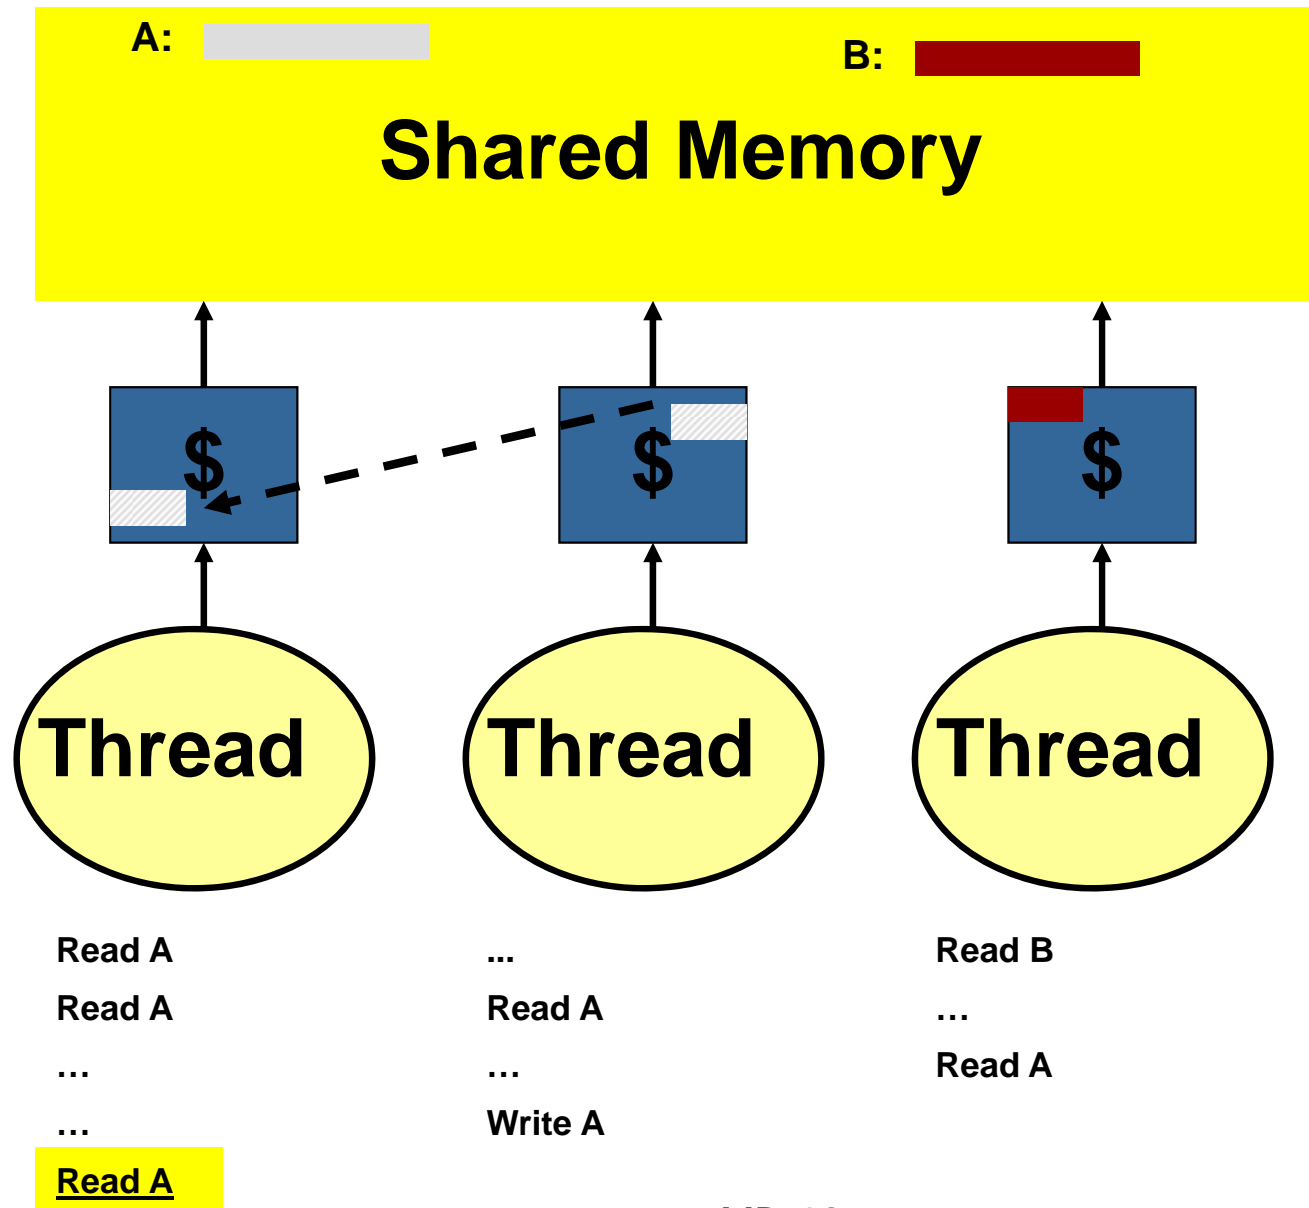 A:
B:
Shared Memory
$ $ $
Thread Thread Thread
Read A ... Read B
Read A Read A …
… … Read A
… Write A
Read A